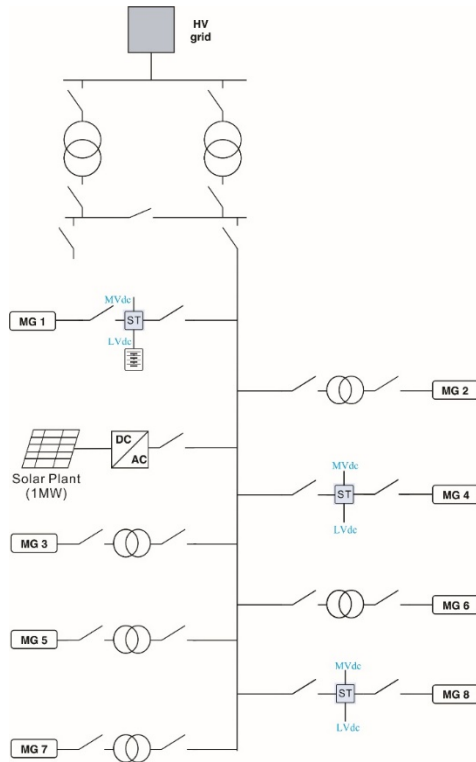 HV
grid
MVdc
MG 1
ST
LVdc
MG 2
DC
AC
Solar Plant
(1MW)
MVdc
ST
MG 4
LVdc
MG 3
MG 6
MG 5
MVdc
ST
MG 8
LVdc
MG 7